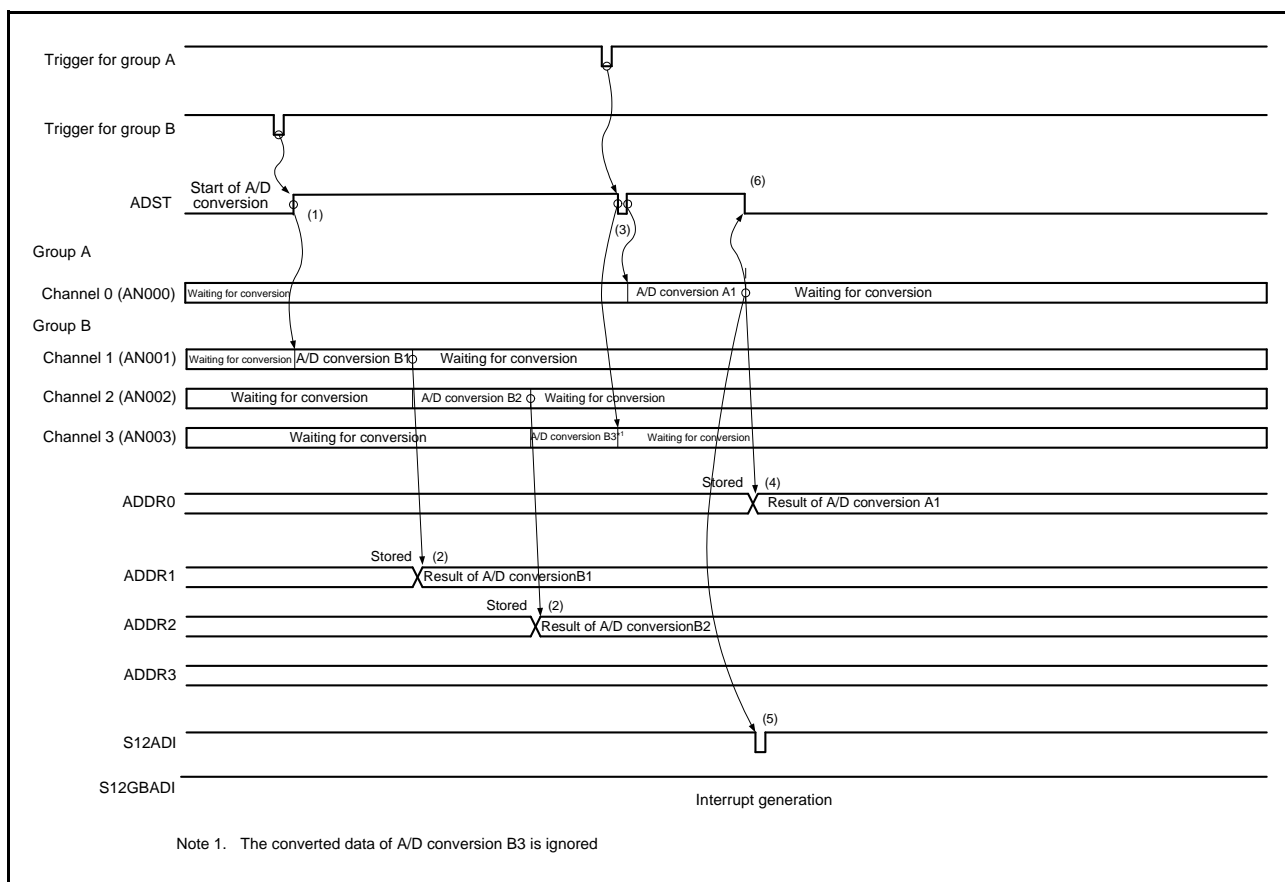 Trigger for group A
Trigger for group B
ADST
Start of A/D
conversion
(1)
(3)
(6)
Group A
Channel 0 (AN000)
Waiting for conversion
A/D conversion A1
Waiting for conversion
Group B
Channel 1 (AN001)
Waiting for conversion
A/D conversion B1
Waiting for conversion
Channel 2 (AN002)
Waiting for conversion
A/D conversion B2
Waiting for conversion
Channel 3 (AN003)
Waiting for conversion
A/D conversion B3*1
Waiting for conversion
ADDR0
Stored
(4)
Result of A/D conversion A1
ADDR1
Stored
(2)
Result of A/D conversionB1
ADDR2
Stored
(2)
Result of A/D conversionB2
ADDR3
S12ADI
(5)
S12GBADI
Interrupt generation
Note 1. The converted data of A/D conversion B3 is ignored